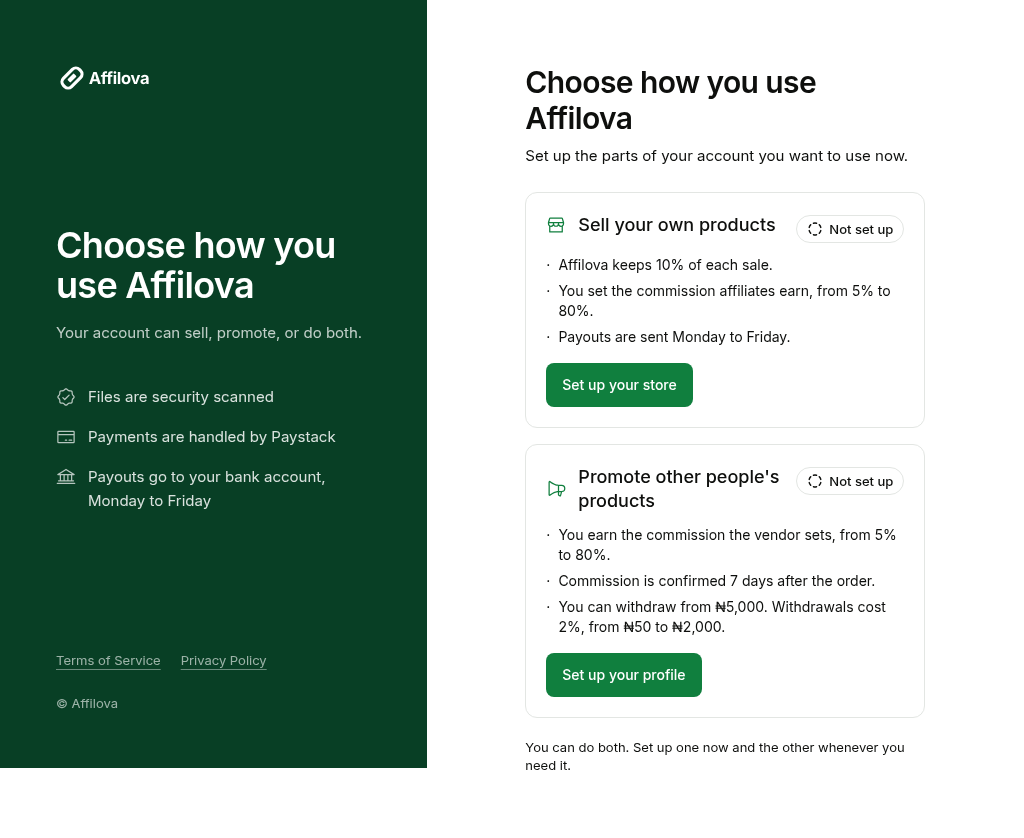 Affilova
Choose how you
use Affilova
Your account can sell, promote, or do both.
Files are security scanned
Payments are handled by Paystack
Payouts go to your bank account,
Monday to Friday
Terms of Service Privacy Policy
© Affilova
Choose how you use
Affilova
Set up the parts of your account you want to use now.
Sell your own products
Not set up
· Affilova keeps 10% of each sale.
· You set the commission affiliates earn, from 5% to
80%.
· Payouts are sent Monday to Friday.
Set up your store
Promote other people's
products
Not set up
· You earn the commission the vendor sets, from 5%
to 80%.
· Commission is confirmed 7 days after the order.
· You can withdraw from ₦5,000. Withdrawals cost
2%, from ₦50 to ₦2,000.
Set up your profile
You can do both. Set up one now and the other whenever you
need it.